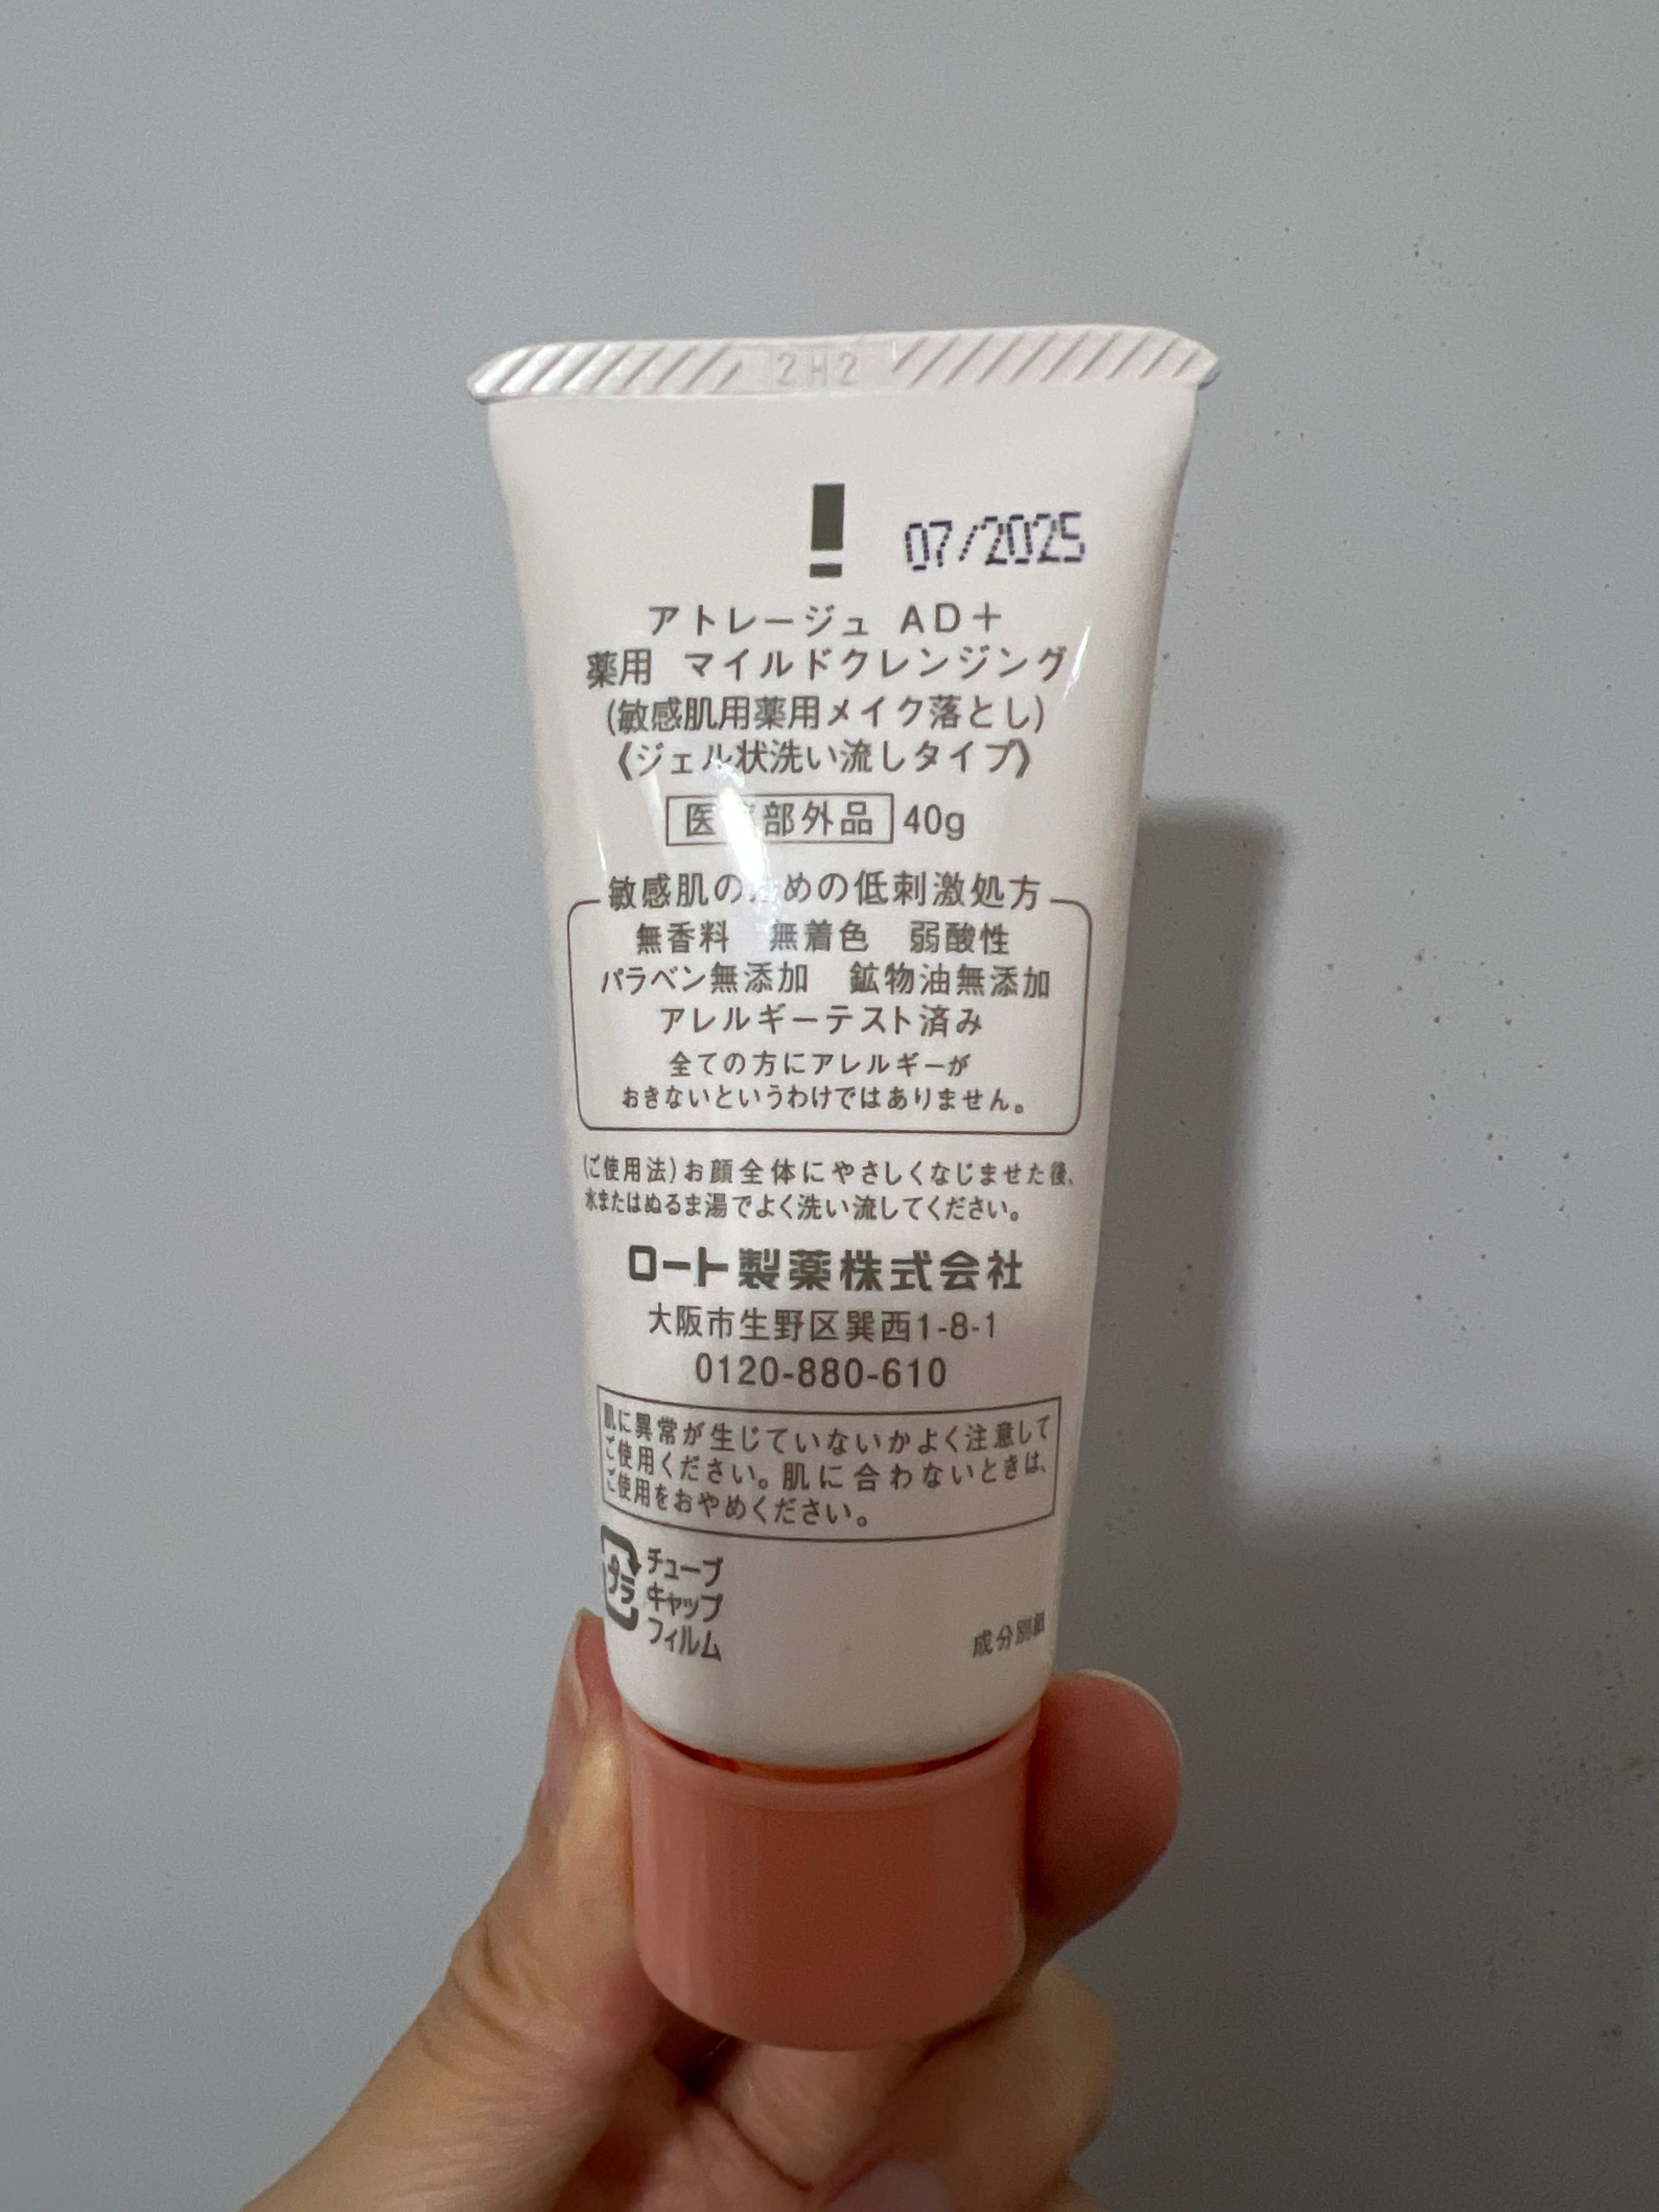 2H2
07/2025
アトレージュ AD＋
薬用 マイルドクレンジング
(敏感肌用薬用メイク落とし)
《ジェル状洗い流しタイプ》
医薬部外品 40g
敏感肌のための低刺激処方
無香料 無着色 弱酸性
パラベン無添加 鉱物油無添加
アレルギーテスト済み
全ての方にアレルギーが
おきないというわけではありません。
(ご使用法)お顔全体にやさしくなじませた後、
水またはぬるま湯でよく洗い流してください。
ロート製薬株式会社
大阪市生野区巽西1-8-1
0120-880-610
肌に異常が生じていないかよく注意して
ご使用ください。肌に合わないときは、
ご使用をおやめください。
プラ
チューブ
キャップ
フィルム
成分別紙